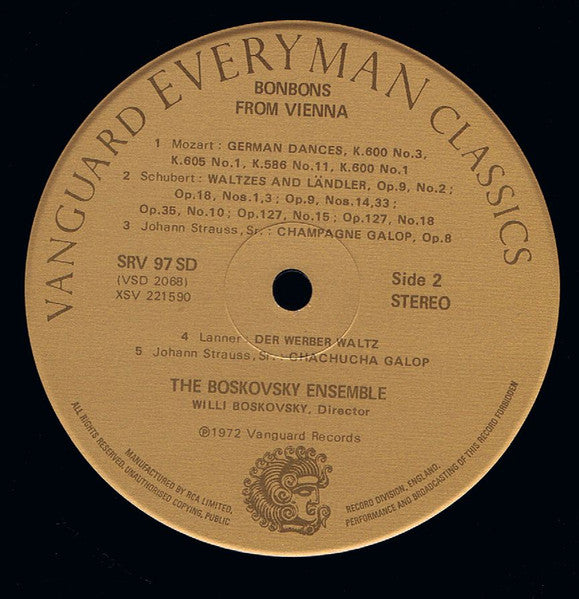 VANGUARD EVERYMAN CLASSICS
BONBONS
FROM VIENNA
1 Mozart: GERMAN DANCES, K.600 No.3,
K.605 No.1, K.586 No.11, K.600 No.1
2 Schubert: WALTZES AND LÄNDLER, Op.9, No.2;
Op.18, Nos.1,3; Op.9, Nos.14,33;
Op.35, No.10; Op.127, No.15; Op.127, No.18
3 Johann Strauss, Sr.: CHAMPAGNE GALOP, Op.8
SRV 97 SD
(VSD 2068)
XSV 221590
Side 2
STEREO
4 Lanner: DER WERBER WALTZ
5 Johann Strauss, Sr.: CHACHUCHA GALOP
THE BOSKOVSKY ENSEMBLE
WILLI BOSKOVSKY, Director
℗1972 Vanguard Records
MANUFACTURED BY RCA LIMITED, RECORD DIVISION, ENGLAND.
ALL RIGHTS RESERVED. UNAUTHORISED COPYING, PUBLIC PERFORMANCE AND BROADCASTING OF THIS RECORD FORBIDDEN